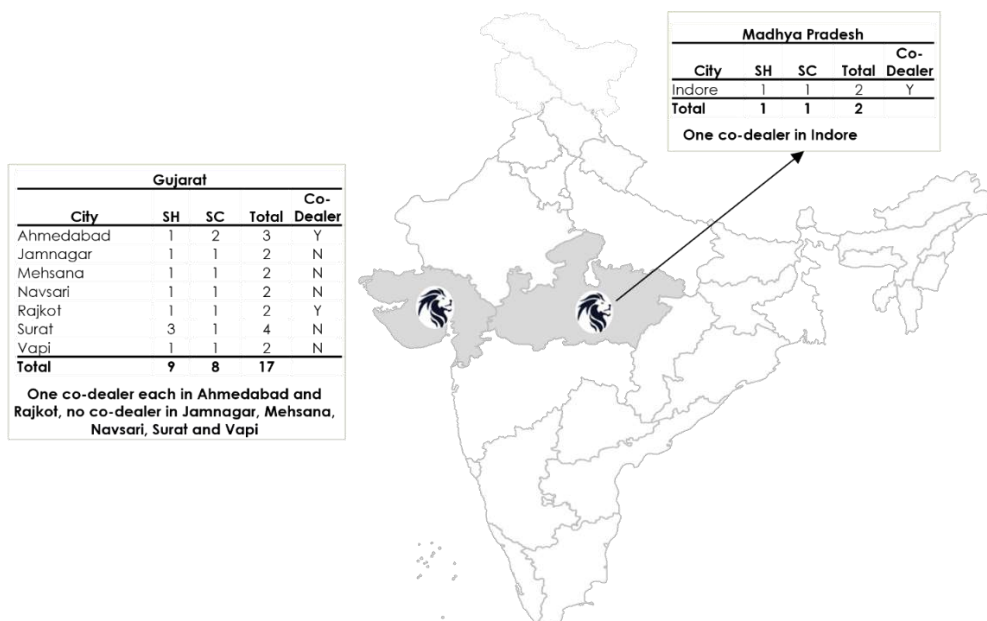 Madhya Pradesh
City SH SC Total Co-Dealer
Indore 1 1 2 Y
Total 1 1 2
One co-dealer in Indore
Gujarat
City SH SC Total Co-Dealer
Ahmedabad 1 2 3 Y
Jamnagar 1 1 2 N
Mehsana 1 1 2 N
Navsari 1 1 2 N
Rajkot 1 1 2 Y
Surat 3 1 4 N
Vapi 1 1 2 N
Total 9 8 17
One co-dealer each in Ahmedabad and
Rajkot, no co-dealer in Jamnagar, Mehsana,
Navsari, Surat and Vapi